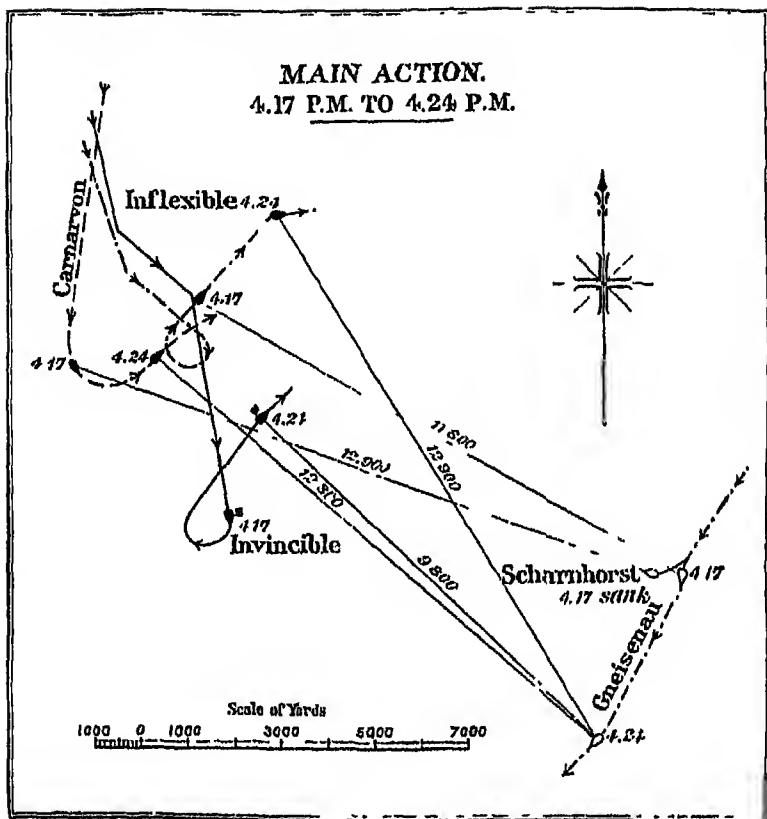 MAIN ACTION.
4.17 P.M. TO 4.24 P.M.
Inflexible 4.24
Carnarvon
4.17
4.17
4.24
4.21
11 800
12.900
12 900
12 800
4.17
Invincible
9800
Scharnhorst
4.17 sank
4 17
Gneisenau
Scale of Yards
1000 0 1000 3000 5000 7000
4.24